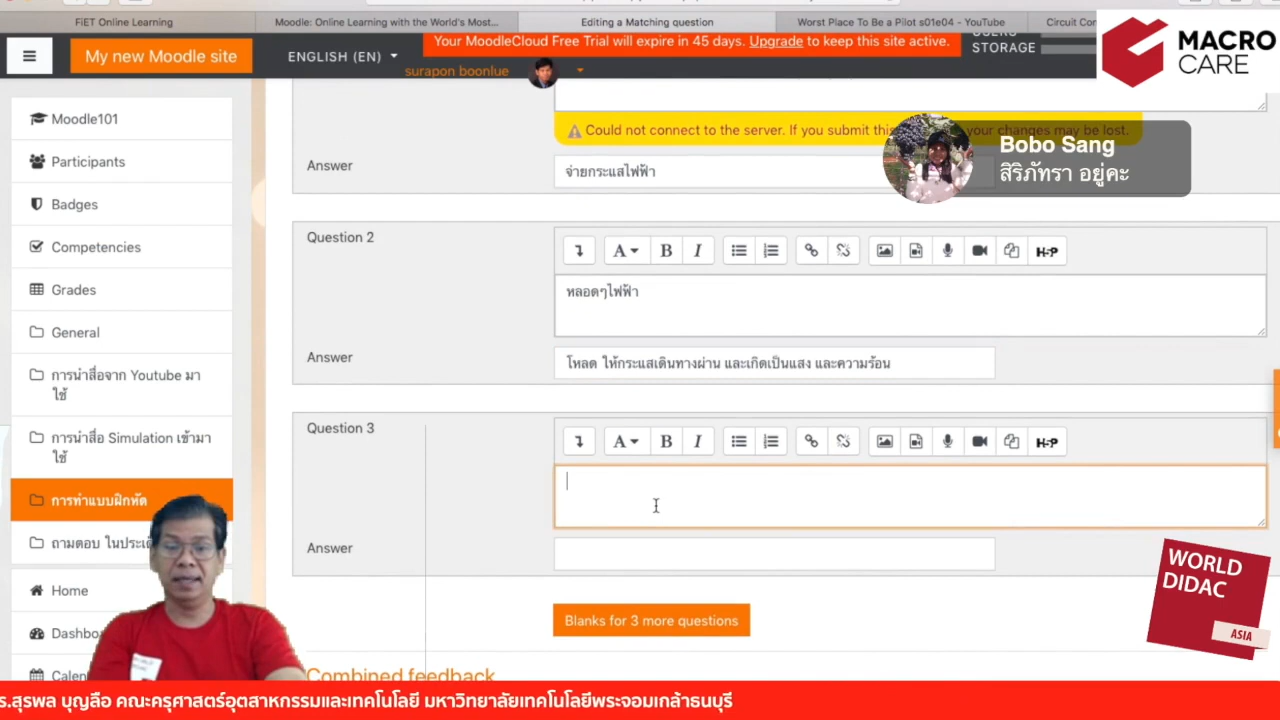 FiET Online Learning
Moodle: Online Learning with the World's Most...
Editing a Matching question
Worst Place To Be a Pilot s01e04 - YouTube
Circuit Con
My new Moodle site
ENGLISH (EN)
Your MoodleCloud Free Trial will expire in 45 days. Upgrade to keep this site active.
surapon boonlue
USERS
STORAGE
MACRO
CARE
Moodle101
Participants
Badges
Competencies
Grades
General
การนำสื่อจาก Youtube มา
ใช้
การนำสื่อ Simulation เข้ามา
ใช้
การทำแบบฝึกหัด
ถามตอบ ในประเ
Home
Dashbo
Calen
Could not connect to the server. If you submit this your changes may be lost.
Bobo Sang
สิริภัทรา อยู่คะ
Answer
จ่ายกระแสไฟฟ้า
Question 2
A
B
I
H-P
หลอดๆไฟฟ้า
Answer
โหลด ให้กระแสเดินทางผ่าน และเกิดเป็นแสง และความร้อน
Question 3
A
B
I
H-P
Answer
Blanks for 3 more questions
Combined feedback
WORLD
DIDAC
ASIA
ร.สุรพล บุญลือ คณะครุศาสตร์อุตสาหกรรมและเทคโนโลยี มหาวิทยาลัยเทคโนโลยีพระจอมเกล้าธนบุรี